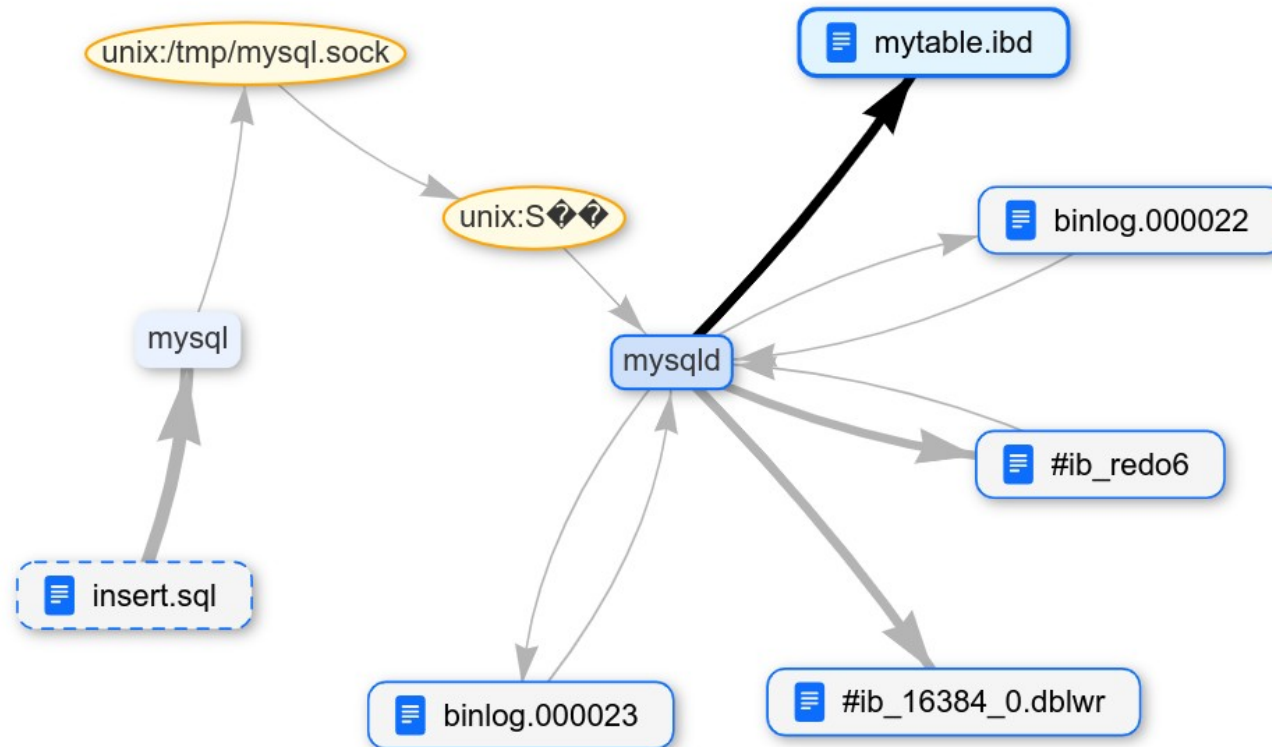 unix:/tmp/mysql.sock
mytable.ibd
unix:S��
binlog.000022
mysql
mysqld
#ib_redo6
insert.sql
binlog.000023
#ib_16384_0.dblwr